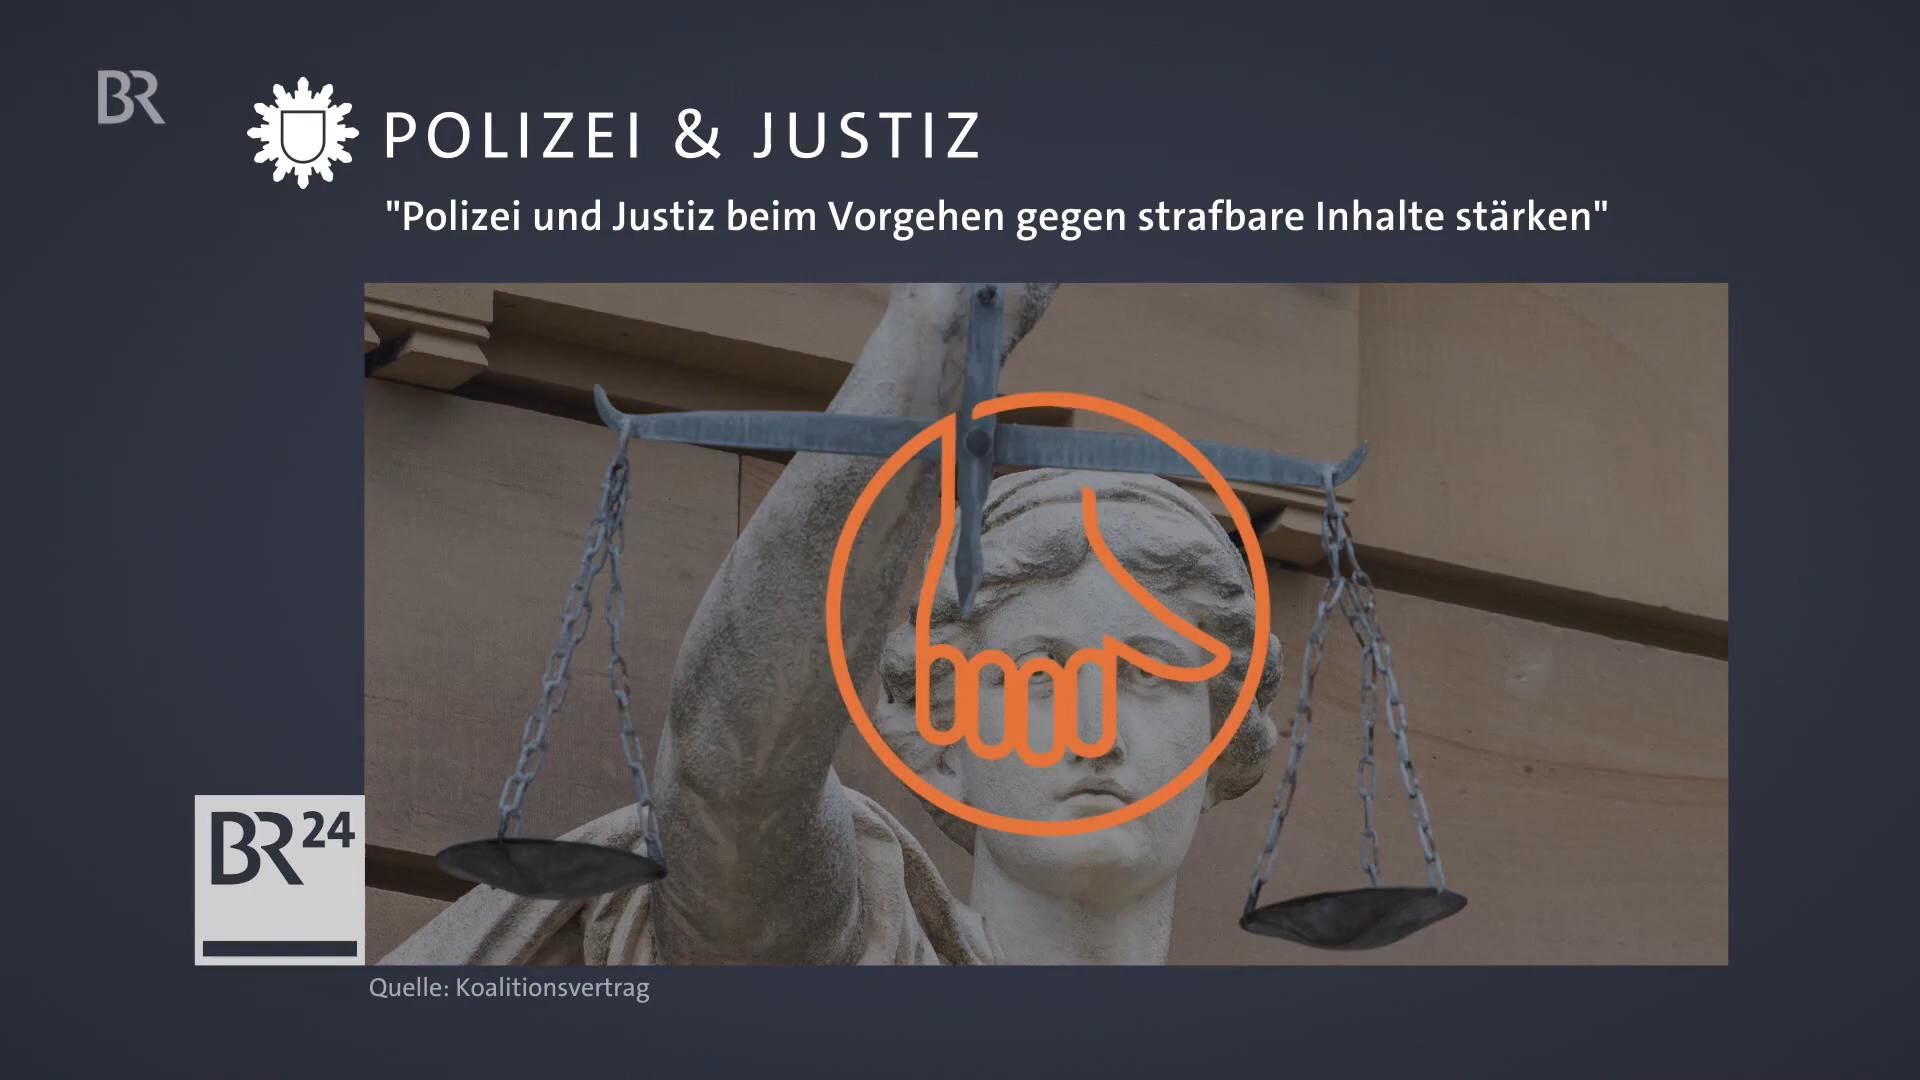 BR
POLIZEI & JUSTIZ
"Polizei und Justiz beim Vorgehen gegen strafbare Inhalte stärken"
BR24
Quelle: Koalitionsvertrag